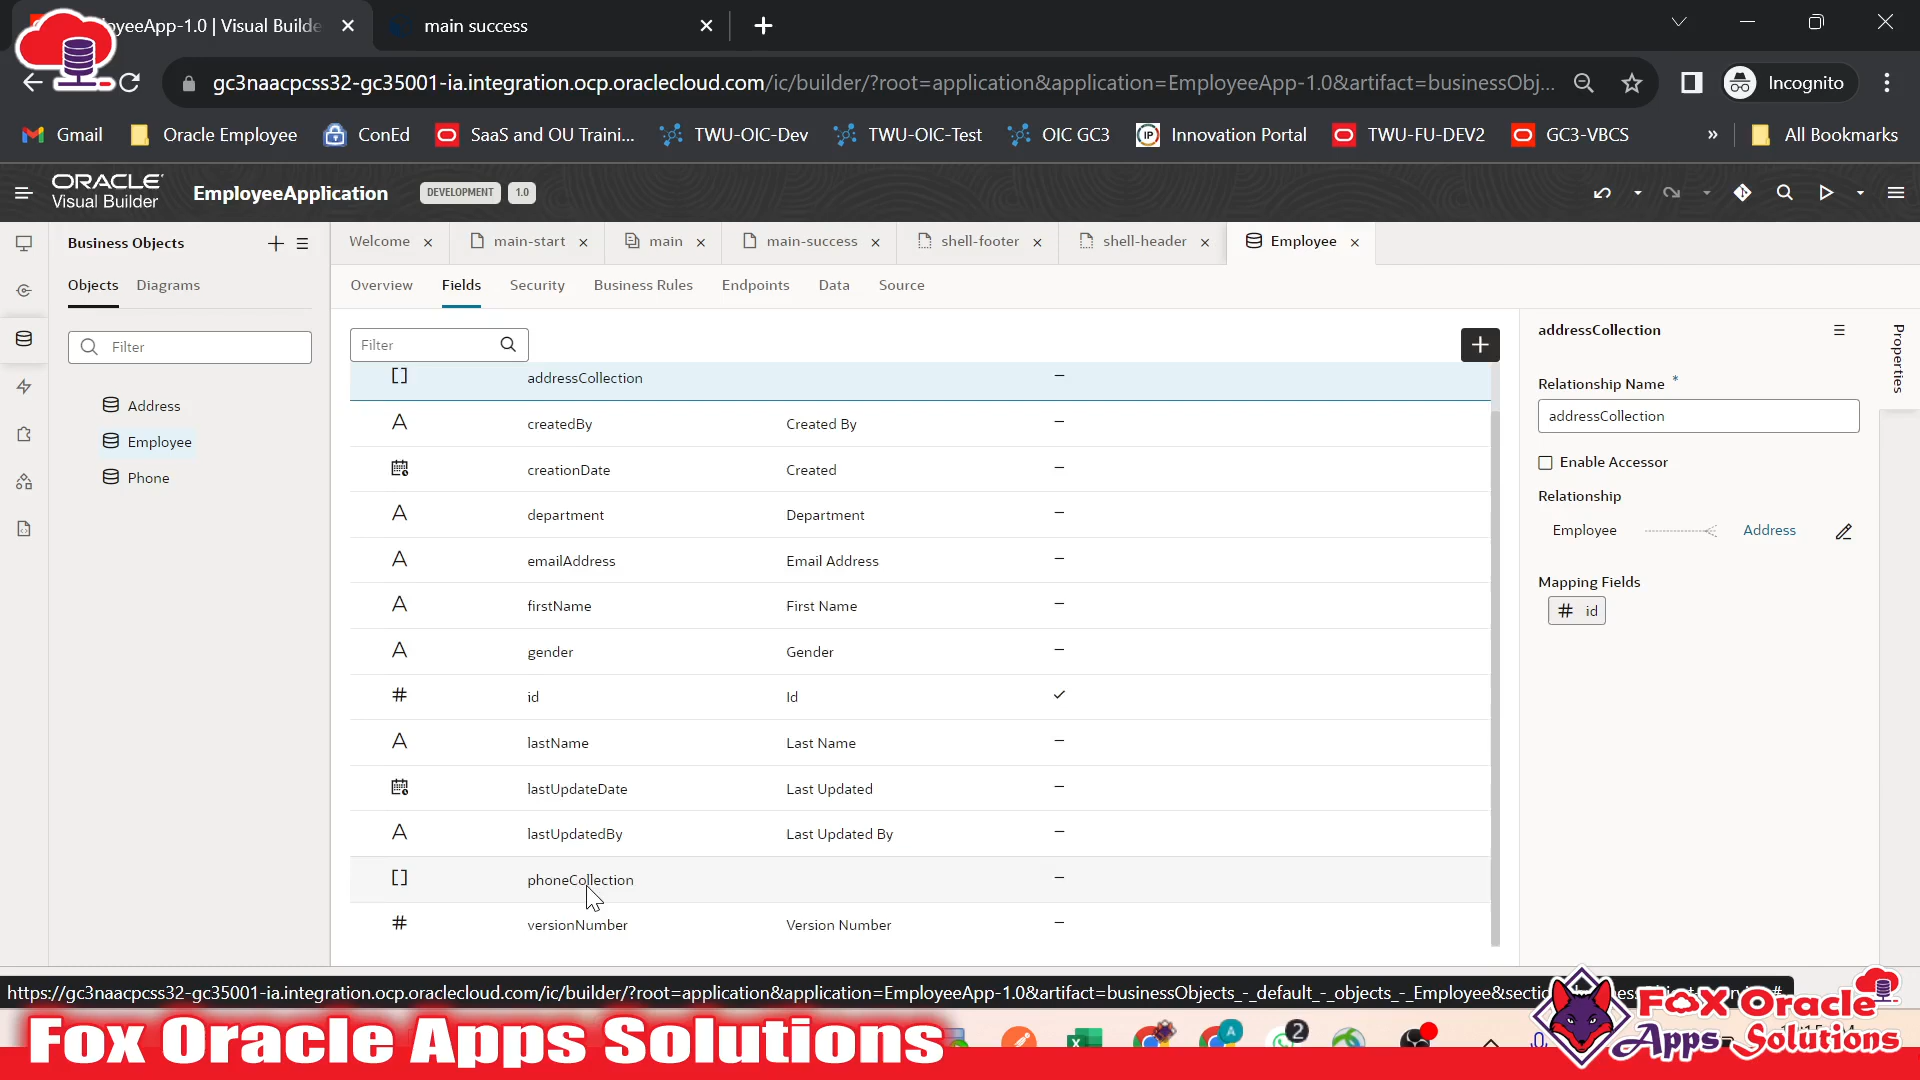 oyeeApp-1.0 | Visual Builde
main success
gc3naacpcss32-gc35001-ia.integration.ocp.oraclecloud.com/ic/builder/?root=application&application=EmployeeApp-1.0&artifact=businessObj...
Incognito
Gmail
Oracle Employee
ConEd
SaaS and OU Traini...
TWU-OIC-Dev
TWU-OIC-Test
OIC GC3
IP
Innovation Portal
TWU-FU-DEV2
GC3-VBCS
»
All Bookmarks
ORACLE
Visual Builder
EmployeeApplication
DEVELOPMENT
1.0
Business Objects
Welcome
main-start
main
main-success
shell-footer
shell-header
Employee
Objects
Diagrams
Overview
Fields
Security
Business Rules
Endpoints
Data
Source
Filter
Address
Employee
Phone
Filter
addressCollection
createdBy Created By
creationDate Created
department Department
emailAddress Email Address
firstName First Name
gender Gender
id Id
lastName Last Name
lastUpdateDate Last Updated
lastUpdatedBy Last Updated By
phoneCollection
versionNumber Version Number
addressCollection
Properties
Relationship Name *
addressCollection
Enable Accessor
Relationship
Employee
Address
Mapping Fields
# id
https://gc3naacpcss32-gc35001-ia.integration.ocp.oraclecloud.com/ic/builder/?root=application&application=EmployeeApp-1.0&artifact=businessObjects_-_default_-_objects_-_Employee&sectio
Fox Oracle Apps Solutions
A
2
Fox Oracle
Apps Solutions